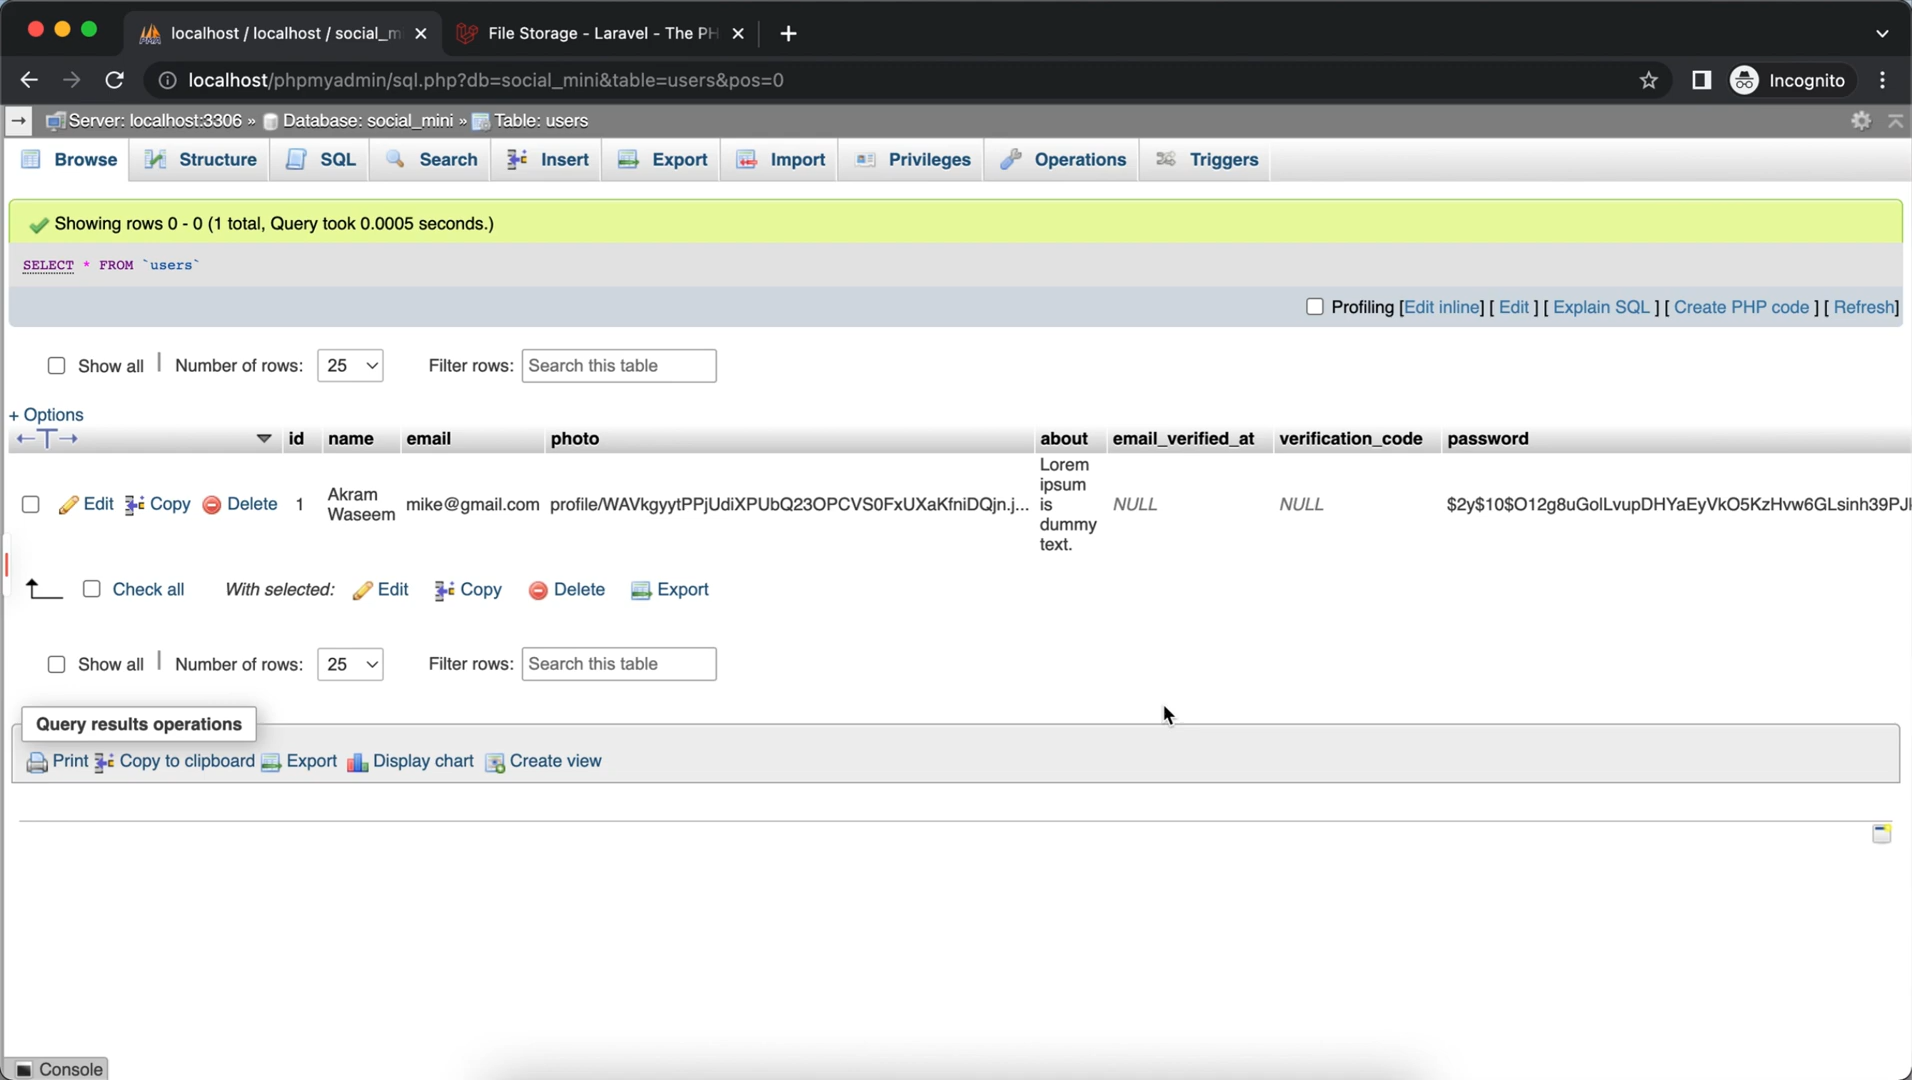 localhost / localhost / social_m
File Storage - Laravel - The PH
localhost/phpmyadmin/sql.php?db=social_mini&table=users&pos=0
Incognito
Server: localhost:3306 » Database: social_mini » Table: users
Browse Structure SQL Search Insert Export Import Privileges Operations Triggers
Showing rows 0 - 0 (1 total, Query took 0.0005 seconds.)
SELECT * FROM `users`
Profiling [Edit inline] [ Edit ] [ Explain SQL ] [ Create PHP code ] [ Refresh]
Show all | Number of rows: 25 Filter rows: Search this table
+ Options
←T→ id name email photo about email_verified_at verification_code password
Edit Copy Delete 1 Akram Waseem mike@gmail.com profile/WAVkgyytPPjUdiXPUbQ23OPCVS0FxUXaKfniDQjn.j... Lorem ipsum is dummy text. NULL NULL $2y$10$O12g8uGolLvupDHYaEyVkO5KzHvw6GLsinh39PJ
Check all With selected: Edit Copy Delete Export
Show all | Number of rows: 25 Filter rows: Search this table
Query results operations
Print Copy to clipboard Export Display chart Create view
Console